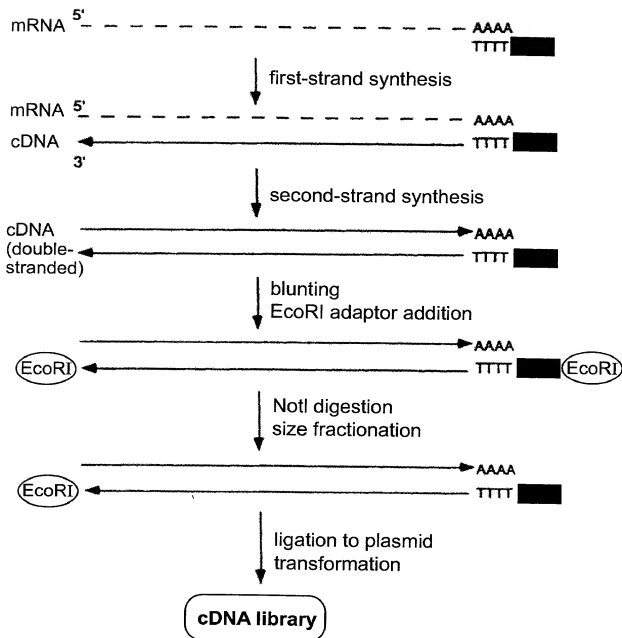 5'
mRNA AAAA
TTTT
first-strand synthesis
5'
mRNA AAAA
cDNA TTTT
3'
second-strand synthesis
cDNA
(double-
stranded)
AAAA
TTTT
blunting
EcoRI adaptor addition
AAAA
EcoRI TTTT EcoRI
NotI digestion
size fractionation
AAAA
EcoRI TTTT
ligation to plasmid
transformation
cDNA library